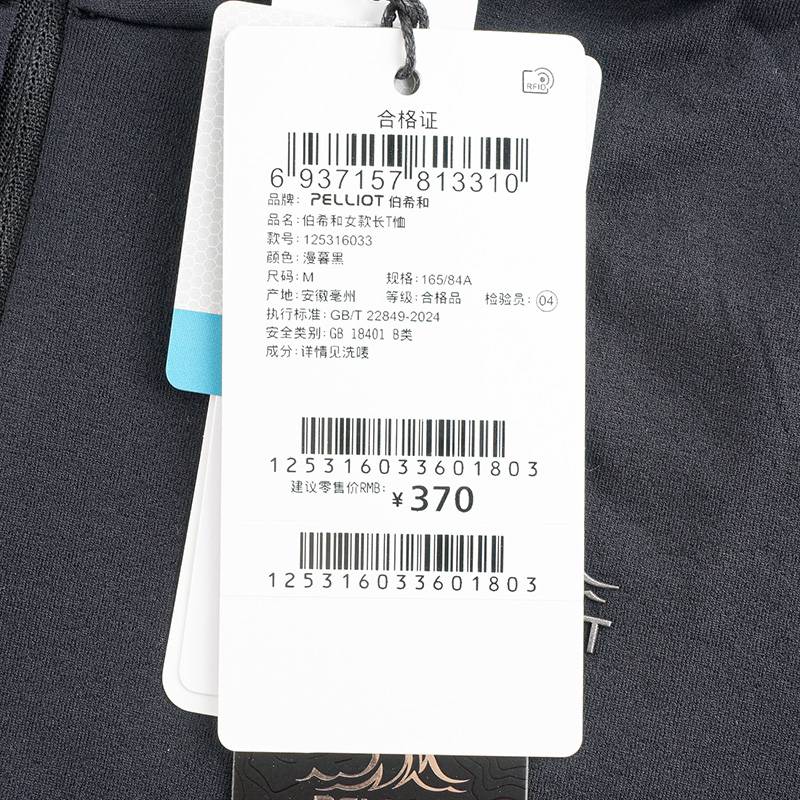 RFID
合格证
6 937157 813310
品牌: PELLIOT 伯希和
品名: 伯希和女款长T恤
款号: 125316033
颜色: 漫暮黑
尺码: M 规格: 165/84A
产地: 安徽亳州 等级: 合格品 检验员: 04
执行标准: GB/T 22849-2024
安全类别: GB 18401 B类
成分: 详情见洗唛
125316033601803
建议零售价RMB: ¥370
125316033601803
T